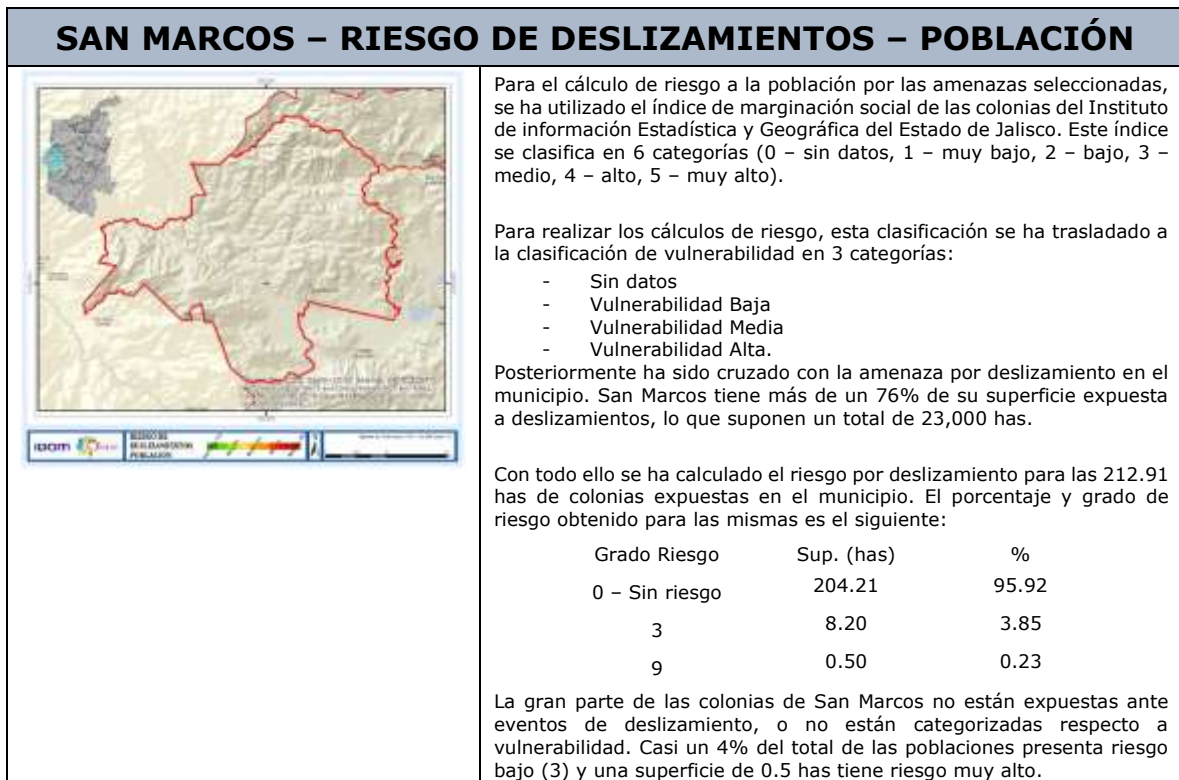 SAN MARCOS – RIESGO DE DESLIZAMIENTOS – POBLACIÓN
Para el cálculo de riesgo a la población por las amenazas seleccionadas,
se ha utilizado el índice de marginación social de las colonias del Instituto
de información Estadística y Geográfica del Estado de Jalisco. Este índice
se clasifica en 6 categorías (0 – sin datos, 1 – muy bajo, 2 – bajo, 3 –
medio, 4 – alto, 5 – muy alto).
Para realizar los cálculos de riesgo, esta clasificación se ha trasladado a
la clasificación de vulnerabilidad en 3 categorías:
- Sin datos
- Vulnerabilidad Baja
- Vulnerabilidad Media
- Vulnerabilidad Alta.
Posteriormente ha sido cruzado con la amenaza por deslizamiento en el
municipio. San Marcos tiene más de un 76% de su superficie expuesta
a deslizamientos, lo que suponen un total de 23,000 has.
Con todo ello se ha calculado el riesgo por deslizamiento para las 212.91
has de colonias expuestas en el municipio. El porcentaje y grado de
riesgo obtenido para las mismas es el siguiente:
Grado Riesgo Sup. (has) %
0 – Sin riesgo 204.21 95.92
3 8.20 3.85
9 0.50 0.23
La gran parte de las colonias de San Marcos no están expuestas ante
eventos de deslizamiento, o no están categorizadas respecto a
vulnerabilidad. Casi un 4% del total de las poblaciones presenta riesgo
bajo (3) y una superficie de 0.5 has tiene riesgo muy alto.
IDOM
RIESGO DE
DESLIZAMIENTOS
POBLACIÓN